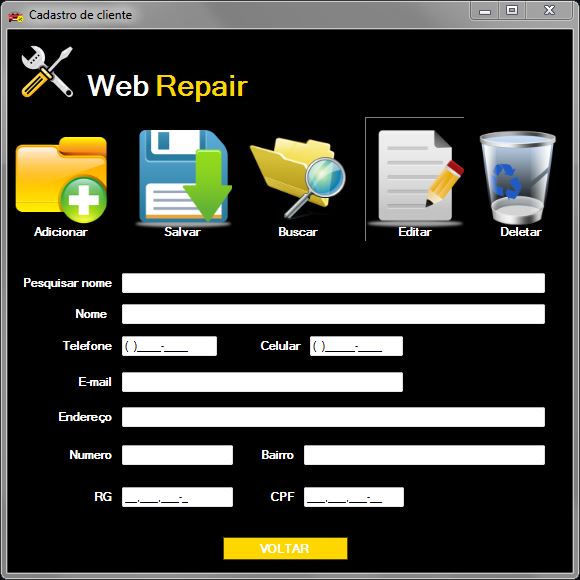 Cadastro de cliente
Web Repair
Adicionar Salvar Buscar Editar Deletar
Pesquisar nome
Nome
Telefone ( )____-____ Celular ( )_____-____
E-mail
Endereço
Numero Bairro
RG __.___.___-_ CPF ___.___.___-__
VOLTAR